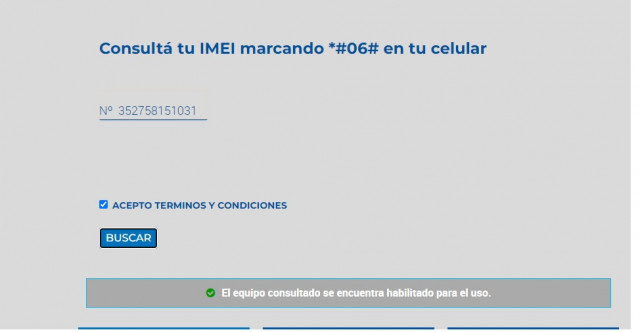 Consultá tu IMEI marcando *#06# en tu celular
Nº 352758151031
ACEPTO TERMINOS Y CONDICIONES
BUSCAR
El equipo consultado se encuentra habilitado para el uso.